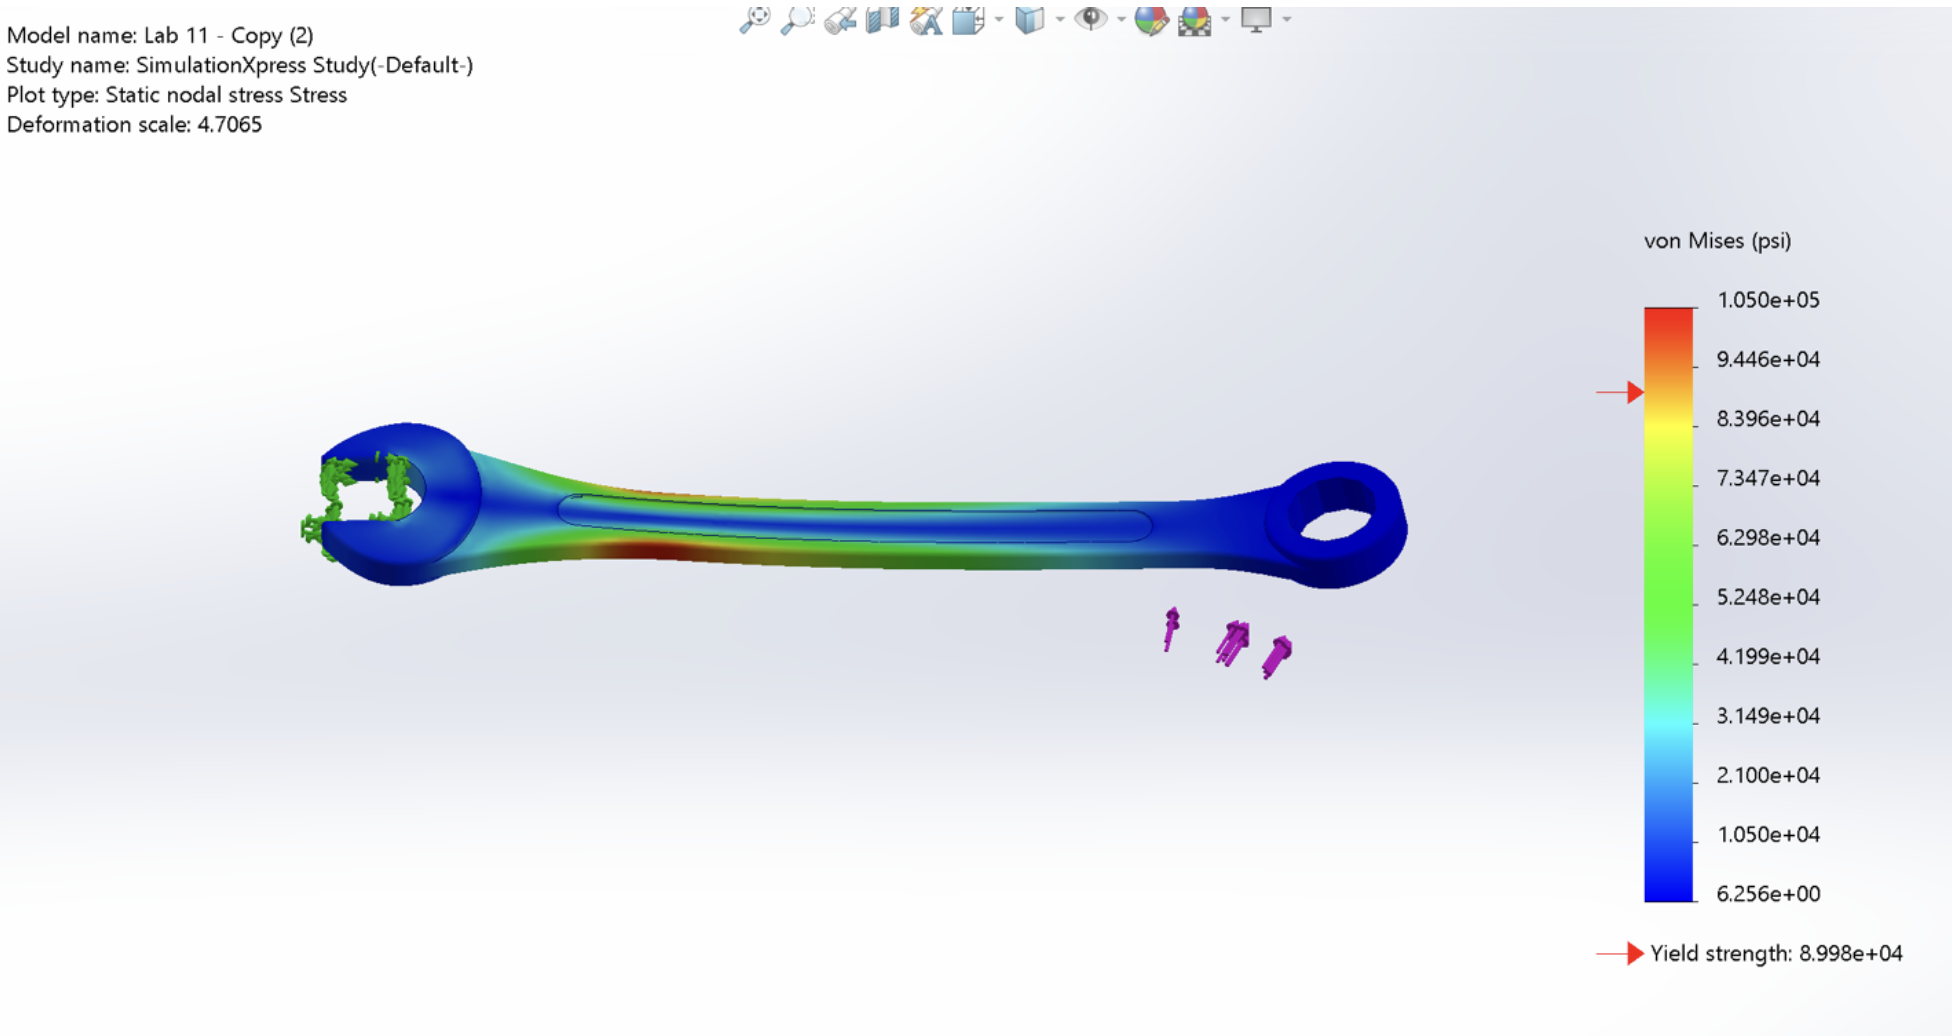 Model name: Lab 11 - Copy (2)
Study name: SimulationXpress Study(-Default-)
Plot type: Static nodal stress Stress
Deformation scale: 4.7065
von Mises (psi)
1.050e+05
9.446e+04
8.396e+04
7.347e+04
6.298e+04
5.248e+04
4.199e+04
3.149e+04
2.100e+04
1.050e+04
6.256e+00
Yield strength: 8.998e+04